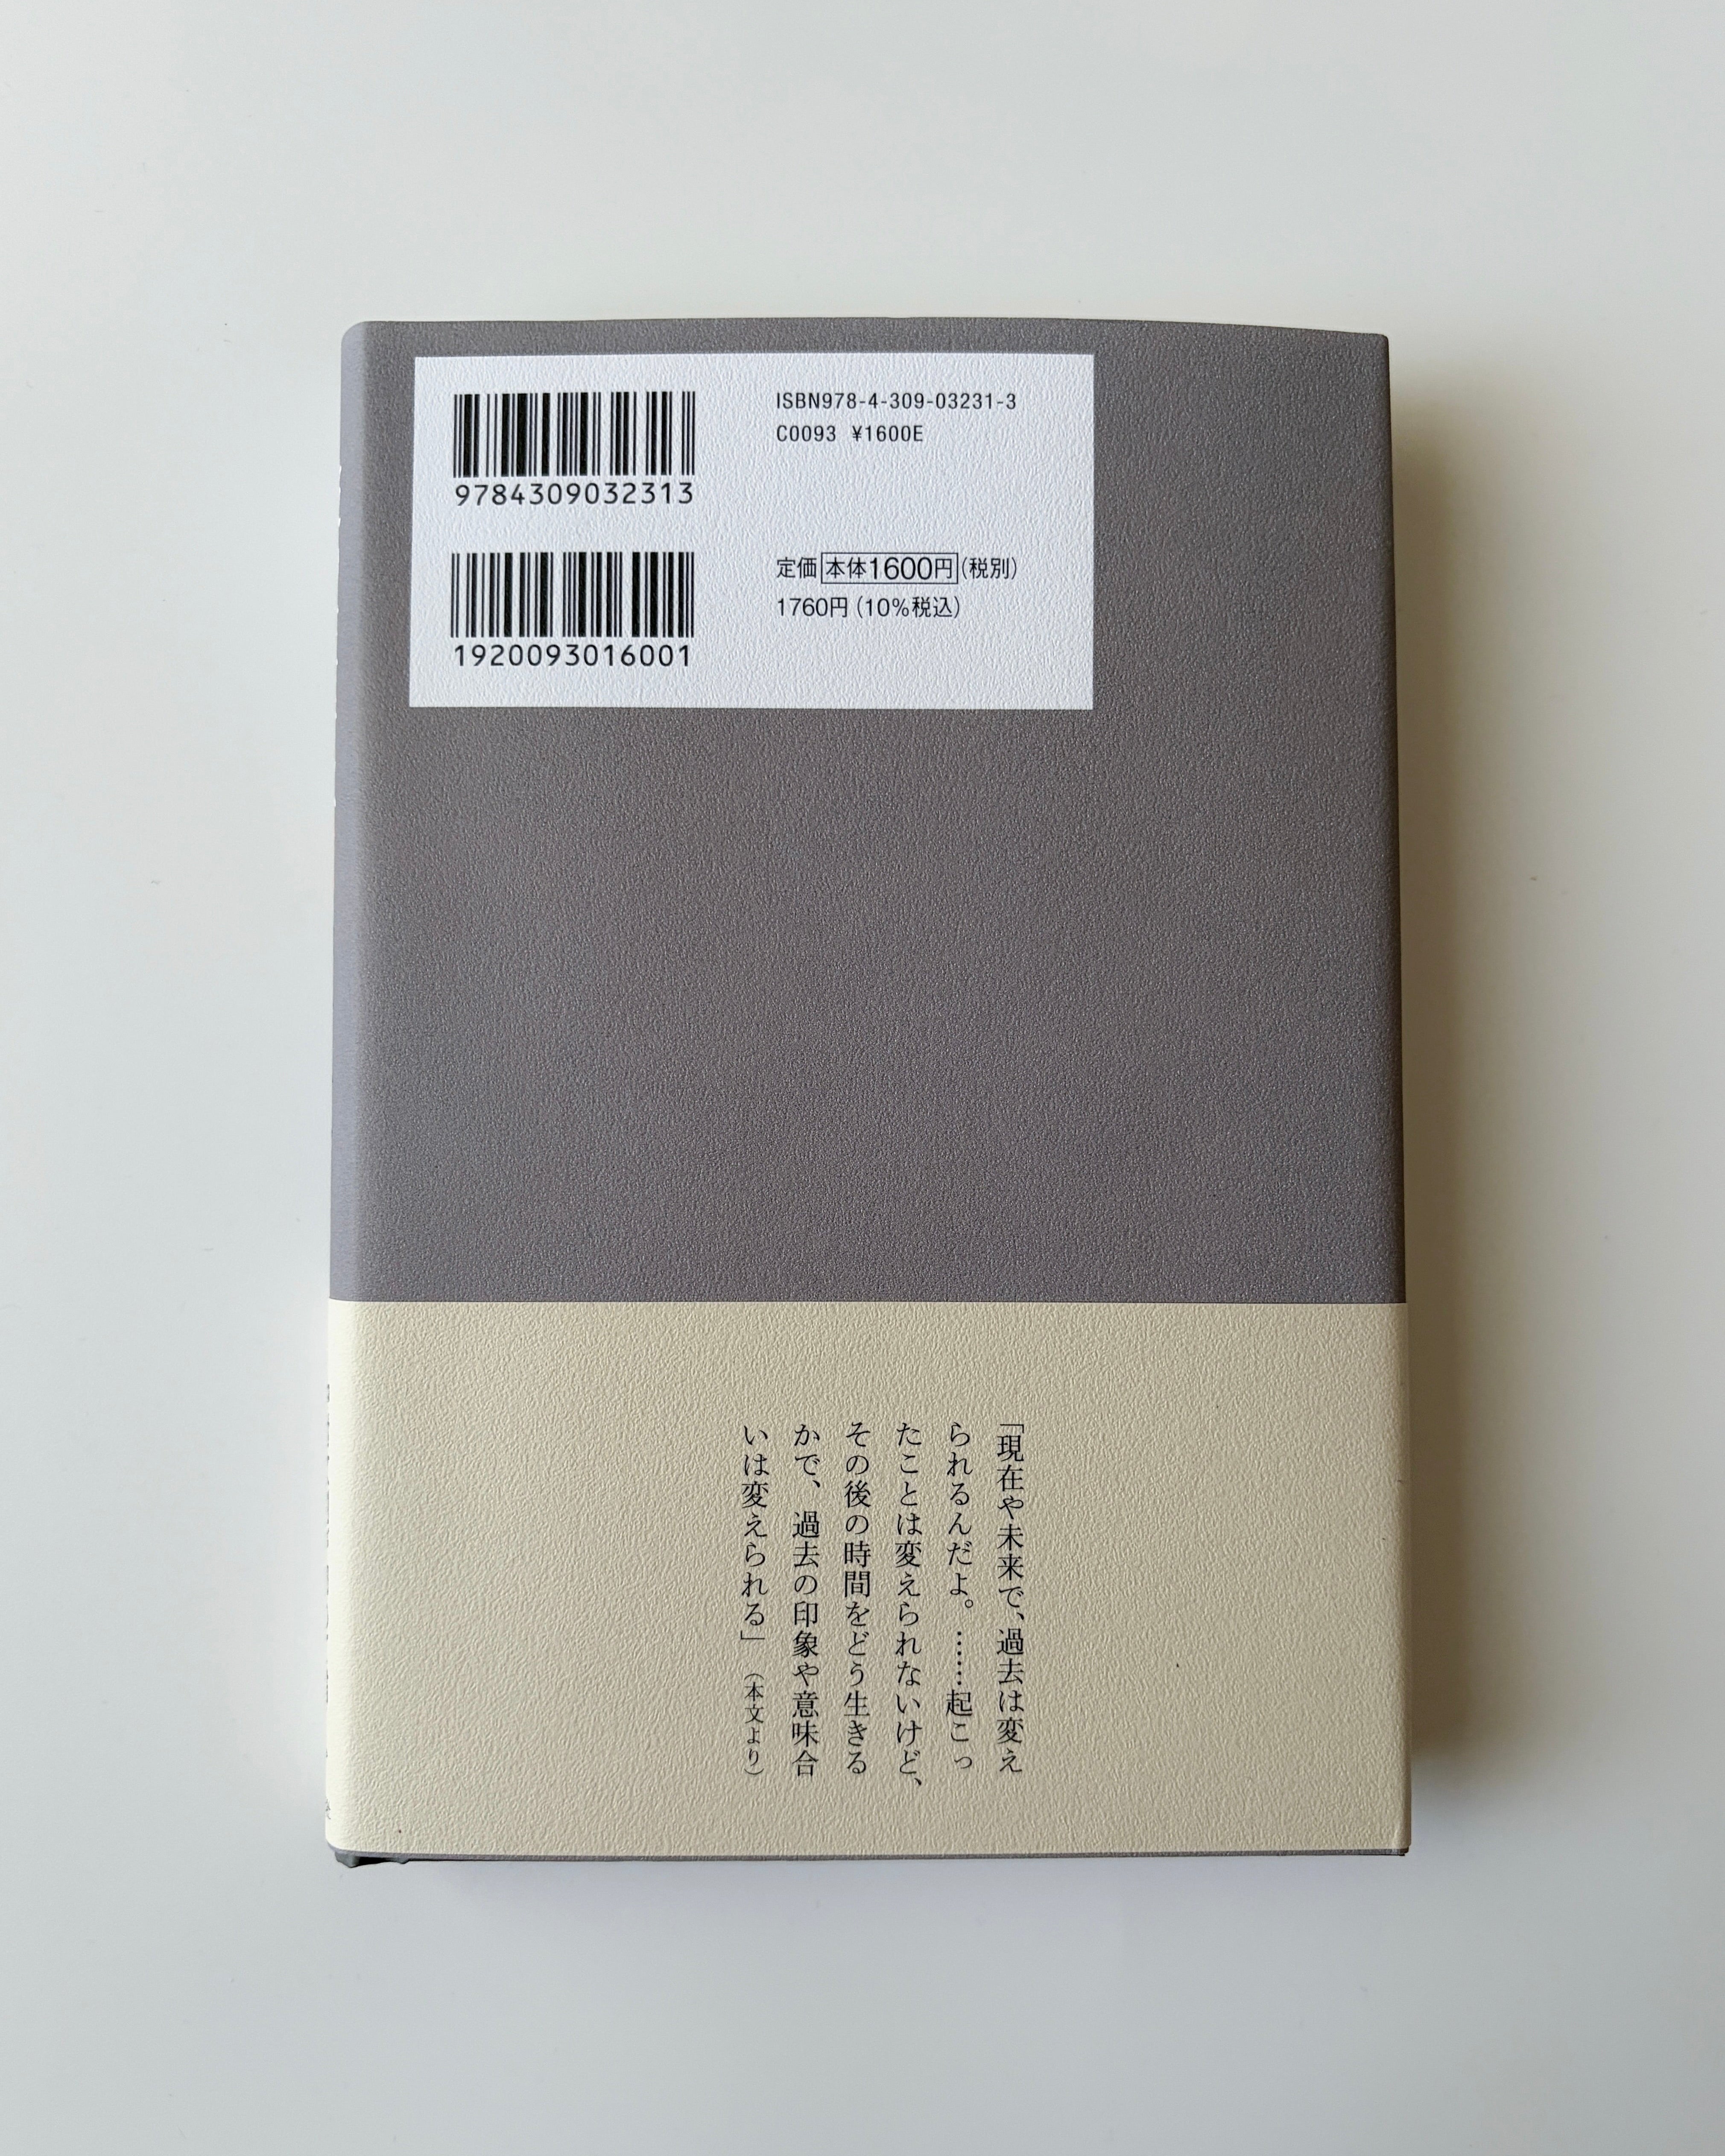 9784309032313
1920093016001
ISBN978-4-309-03231-3
C0093 ¥1600E
定価 本体1600円(税別)
1760円(10%税込)
「現在や未来で、過去は変え
られるんだよ。……起こっ
たことは変えられないけど、
その後の時間をどう生きる
かで、過去の印象や意味合
いは変えられる」(本文より)